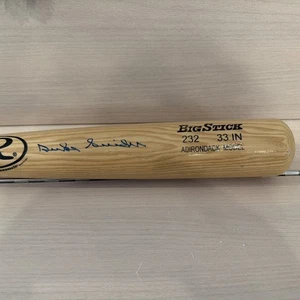 R
Duke Snider
BIG STICK
232 33 IN
ADIRONDACK MODEL